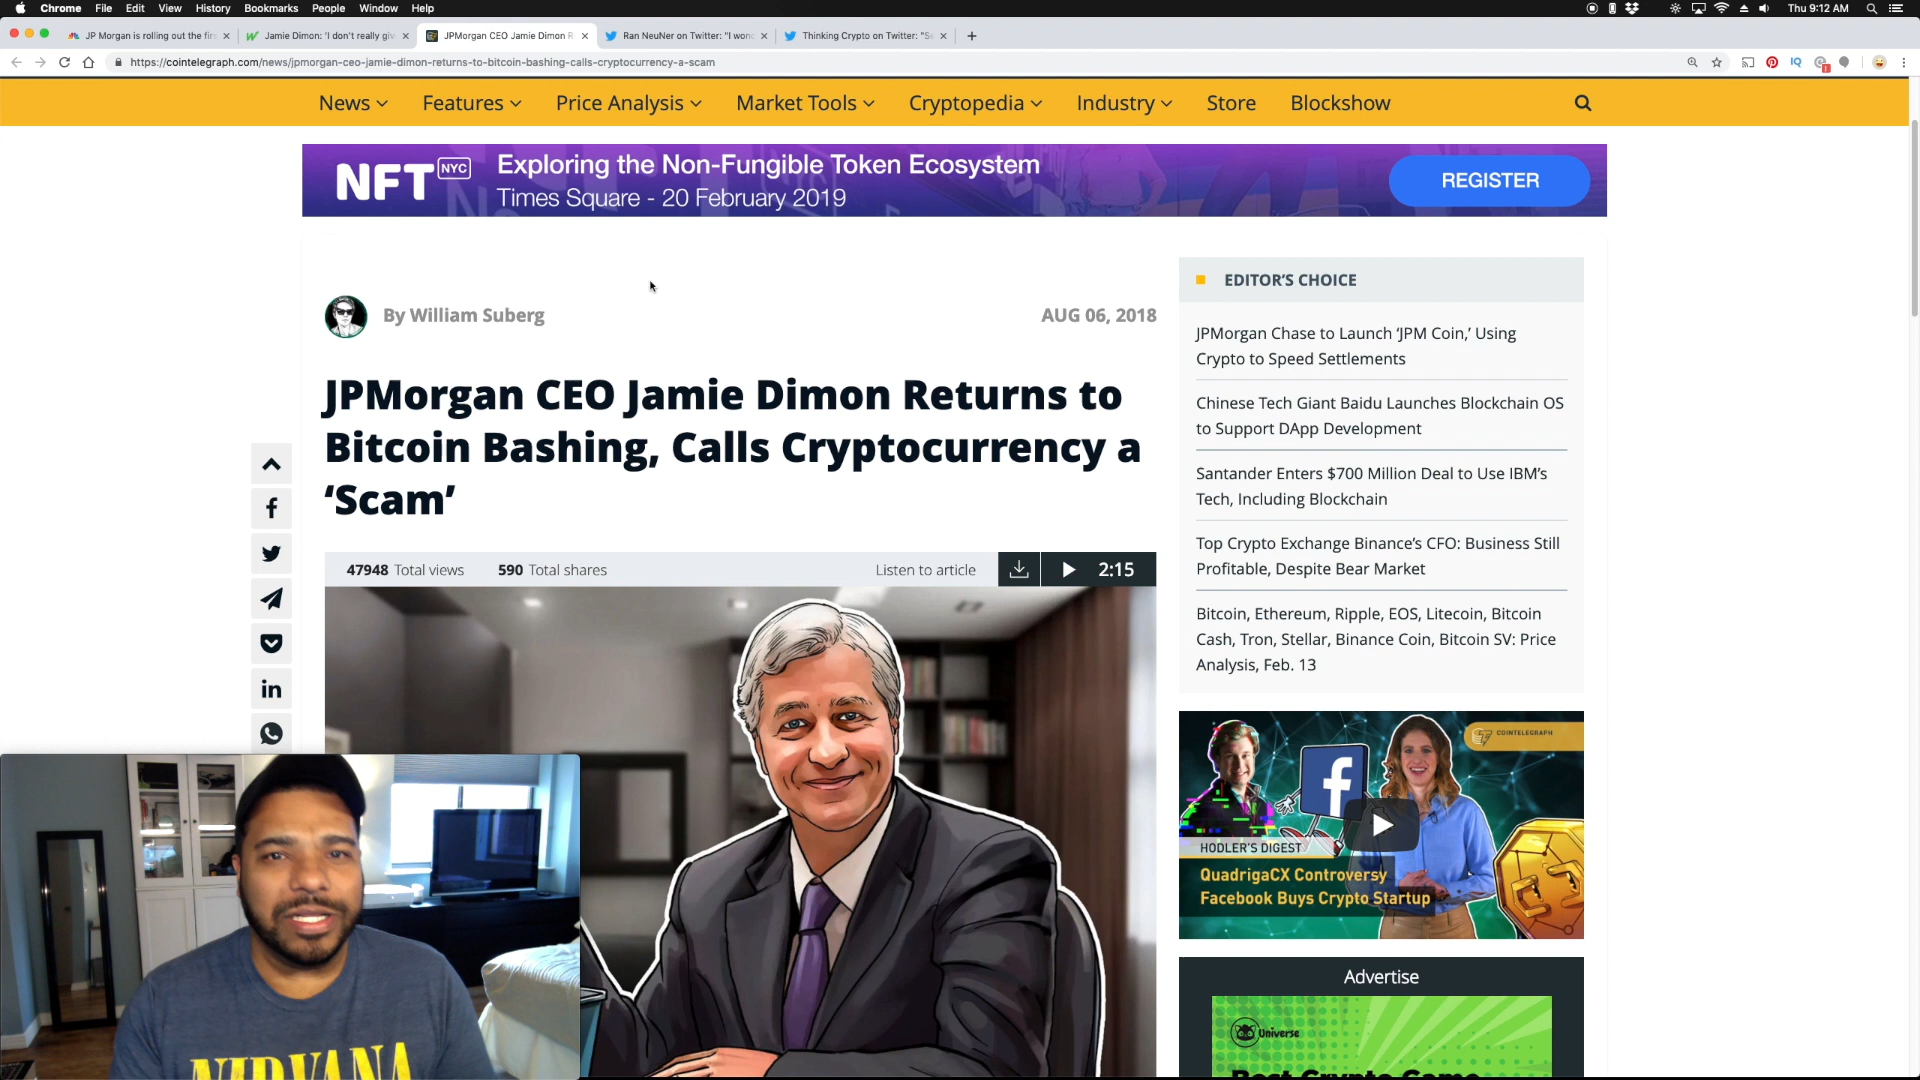 Chrome File Edit View History Bookmarks People Window Help
Thu 9:12 AM
JP Morgan is rolling out the firs
Jamie Dimon: 'I don't really giv
JPMorgan CEO Jamie Dimon R
Ran NeuNer on Twitter: "I won
Thinking Crypto on Twitter: "S
https://cointelegraph.com/news/jpmorgan-ceo-jamie-dimon-returns-to-bitcoin-bashing-calls-cryptocurrency-a-scam
IQ
News Features Price Analysis Market Tools Cryptopedia Industry Store Blockshow
NFT NYC
Exploring the Non-Fungible Token Ecosystem
Times Square - 20 February 2019
REGISTER
By William Suberg
AUG 06, 2018
JPMorgan CEO Jamie Dimon Returns to
Bitcoin Bashing, Calls Cryptocurrency a
‘Scam’
47948 Total views 590 Total shares Listen to article 2:15
EDITOR’S CHOICE
JPMorgan Chase to Launch ‘JPM Coin,’ Using
Crypto to Speed Settlements
Chinese Tech Giant Baidu Launches Blockchain OS
to Support DApp Development
Santander Enters $700 Million Deal to Use IBM’s
Tech, Including Blockchain
Top Crypto Exchange Binance’s CFO: Business Still
Profitable, Despite Bear Market
Bitcoin, Ethereum, Ripple, EOS, Litecoin, Bitcoin
Cash, Tron, Stellar, Binance Coin, Bitcoin SV: Price
Analysis, Feb. 13
COINTELEGRAPH
HODLER'S DIGEST
QuadrigaCX Controversy
Facebook Buys Crypto Startup
Advertise
Universe
Best Crypto Game
NIRVANA